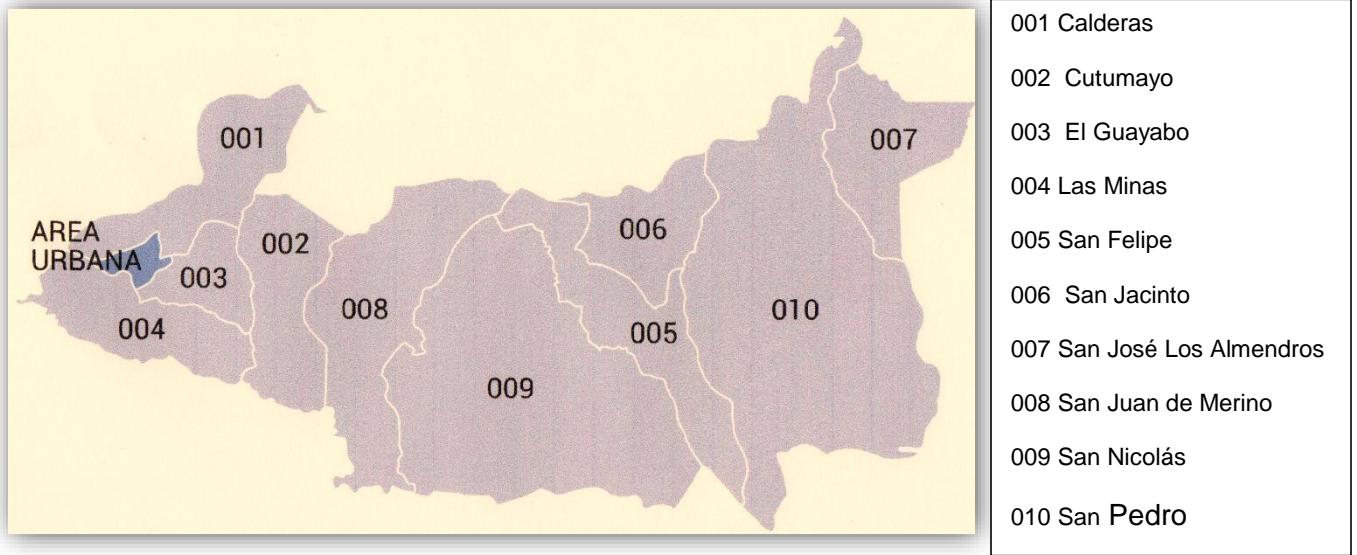 001
007
AREA
URBANA
002
006
003
008
010
004
005
009
001 Calderas
002 Cutumayo
003 El Guayabo
004 Las Minas
005 San Felipe
006 San Jacinto
007 San José Los Almendros
008 San Juan de Merino
009 San Nicolás
010 San Pedro